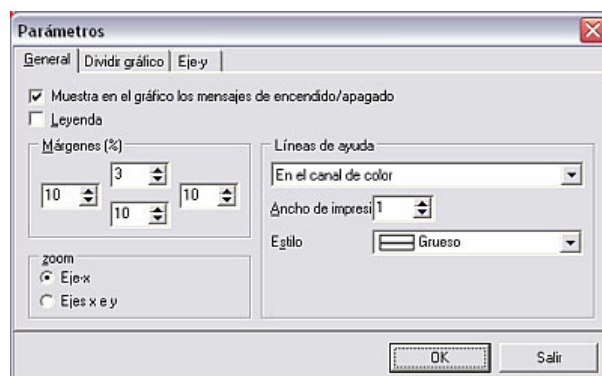 Parámetros
General Dividir gráfico Eje-y
Muestra en el gráfico los mensajes de encendido/apagado
Leyenda
Márgenes (%)
3
10 10
10
zoom
Eje-x
Ejes x e y
Líneas de ayuda
En el canal de color
Ancho de impresi 1
Estilo Grueso
OK Salir